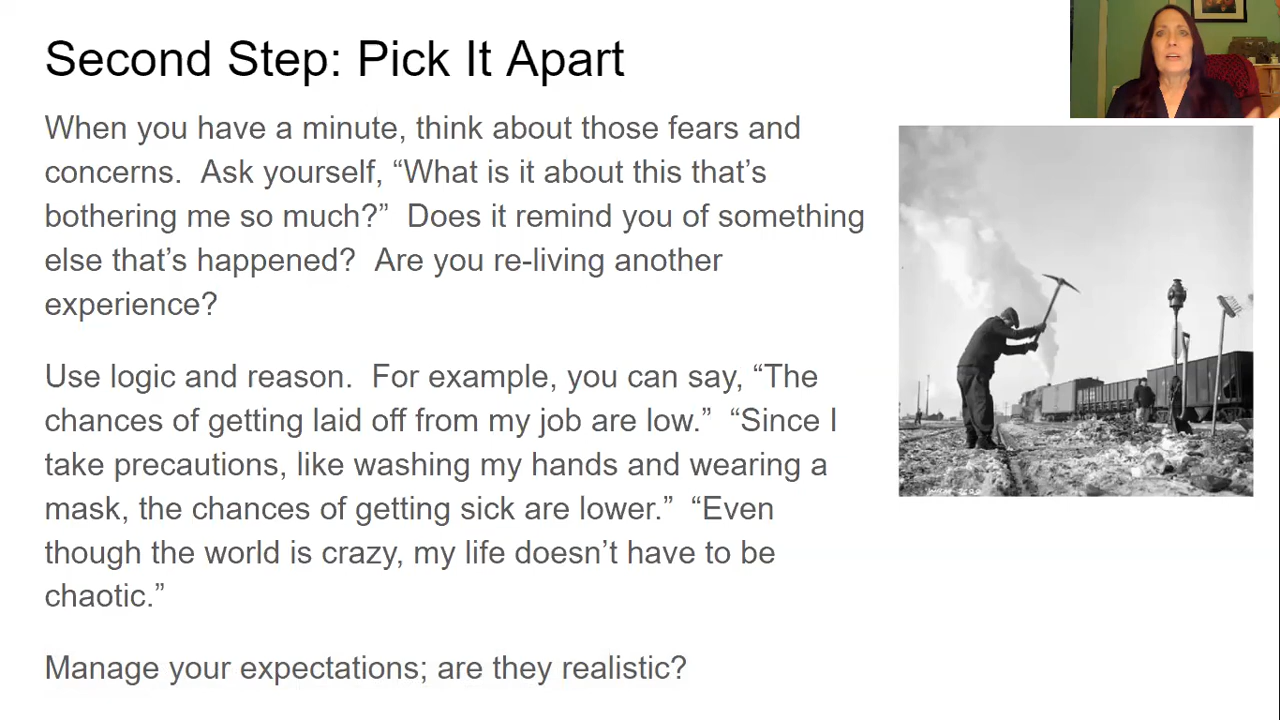 Second Step: Pick It Apart
When you have a minute, think about those fears and
concerns.  Ask yourself, “What is it about this that’s
bothering me so much?”  Does it remind you of something
else that’s happened?  Are you re-living another
experience?
Use logic and reason.  For example, you can say, “The
chances of getting laid off from my job are low.”  “Since I
take precautions, like washing my hands and wearing a
mask, the chances of getting sick are lower.”  “Even
though the world is crazy, my life doesn’t have to be
chaotic.”
Manage your expectations; are they realistic?